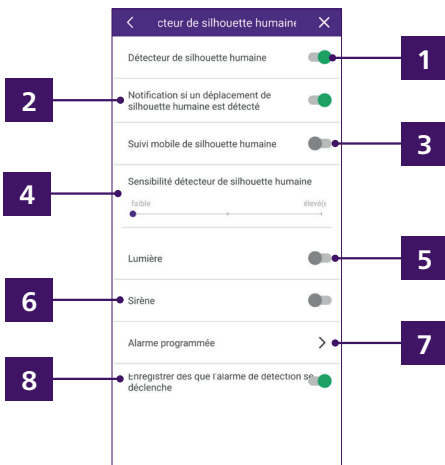 cteur de silhouette humaine
Détecteur de silhouette humaine
1
Notification si un déplacement de
silhouette humaine est détecté
2
Suivi mobile de silhouette humaine
3
Sensibilité détecteur de silhouette humaine
4
faible
élevé(e
Lumière
5
Sirène
6
Alarme programmée
7
Enregistrer dès que l'alarme de détection se
déclenche
8